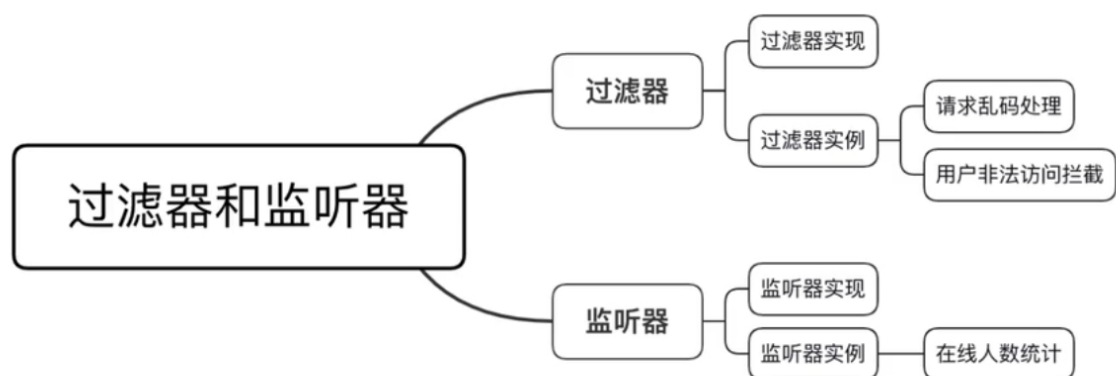 过滤器和监听器
过滤器
过滤器实现
过滤器实例
请求乱码处理
用户非法访问拦截
监听器
监听器实现
监听器实例
在线人数统计